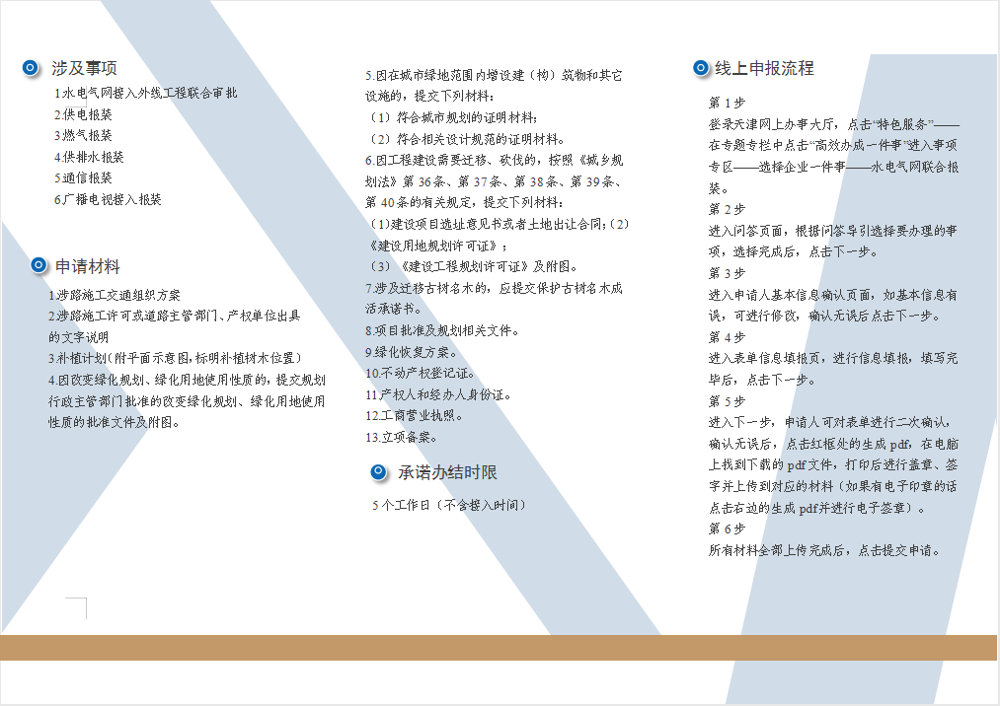 涉及事项
1.水电气网接入外线工程联合审批
2.供电报装
3.燃气报装
4.供排水报装
5.通信报装
6.广播电视接入报装
申请材料
1.涉路施工交通组织方案
2.涉路施工许可或道路主管部门、产权单位出具
的文字说明
3.补植计划（附平面示意图，标明补植树木位置）
4.因改变绿化规划、绿化用地使用性质的，提交规划
行政主管部门批准的改变绿化规划、绿化用地使用
性质的批准文件及附图。
5.因在城市绿地范围内增设建（构）筑物和其它
设施的，提交下列材料：
（1）符合城市规划的证明材料；
（2）符合相关设计规范的证明材料。
6.因工程建设需要迁移、砍伐的，按照《城乡规
划法》第 36 条、第 37 条、第 38 条、第 39 条、
第 40 条的有关规定，提交下列材料：
（1）建设项目选址意见书或者土地出让合同；（2）
《建设用地规划许可证》；
（3）《建设工程规划许可证》及附图。
7.涉及迁移古树名木的，应提交保护古树名木成
活承诺书。
8.项目批准及规划相关文件。
9.绿化恢复方案。
10.不动产权登记证。
11.产权人和经办人身份证。
12.工商营业执照。
13.立项备案。
承诺办结时限
5 个工作日（不含接入时间）
线上申报流程
第 1 步
登录天津网上办事大厅，点击“特色服务”——
在专题专栏中点击“高效办成一件事”进入事项
专区——选择企业一件事——水电气网联合报
装。
第 2 步
进入问答页面，根据问答导引选择要办理的事
项，选择完成后，点击下一步。
第 3 步
进入申请人基本信息确认页面，如基本信息有
误，可进行修改，确认无误后点击下一步。
第 4 步
进入表单信息填报页，进行信息填报，填写完
毕后，点击下一步。
第 5 步
进入下一步，申请人可对表单进行二次确认，
确认无误后，点击红框处的生成 pdf，在电脑
上找到下载的 pdf 文件，打印后进行盖章、签
字并上传到对应的材料（如果有电子印章的话
点击右边的生成 pdf 并进行电子签章）。
第 6 步
所有材料全部上传完成后，点击提交申请。